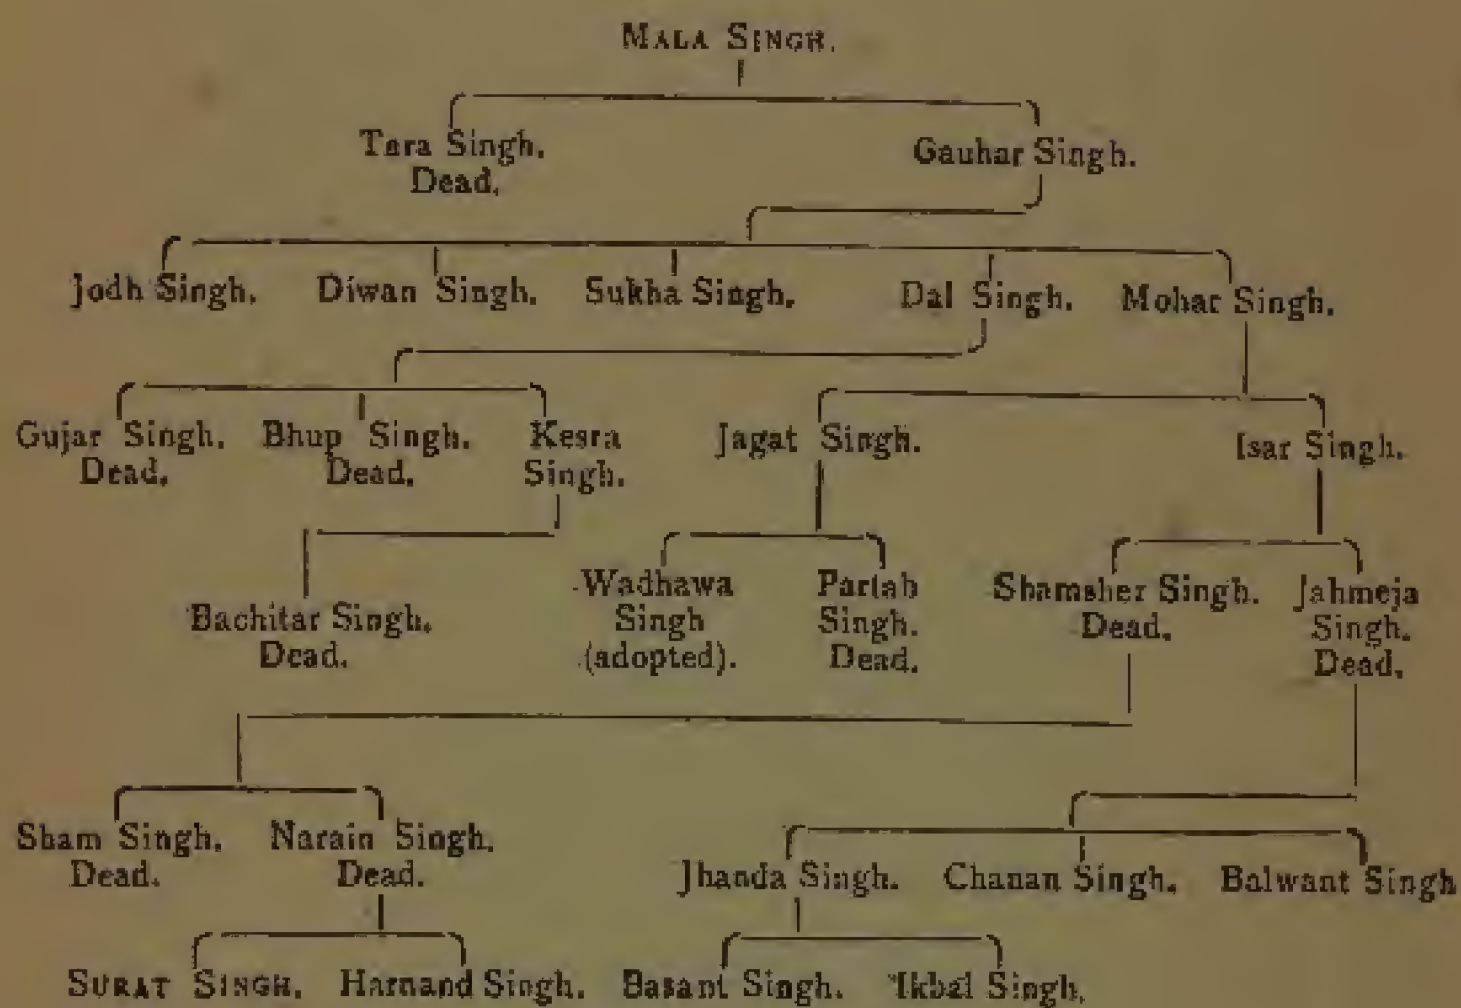 MALA SINGH.
Tara Singh.
Dead.
Gauhar Singh.
Jodh Singh. Diwan Singh. Sukha Singh. Dal Singh. Mohar Singh.
Gujar Singh.
Dead.
Bhup Singh.
Dead.
Kesra
Singh.
Jagat Singh.
Isar Singh.
Bachitar Singh.
Dead.
Wadhawa
Singh
(adopted).
Partab
Singh.
Dead.
Shamsher Singh.
Dead.
Jahmeja
Singh.
Dead.
Sham Singh.
Dead.
Narain Singh.
Dead.
Jhanda Singh. Chanan Singh. Balwant Singh
SURAT SINGH. Harnand Singh. Basant Singh. Ikbal Singh.